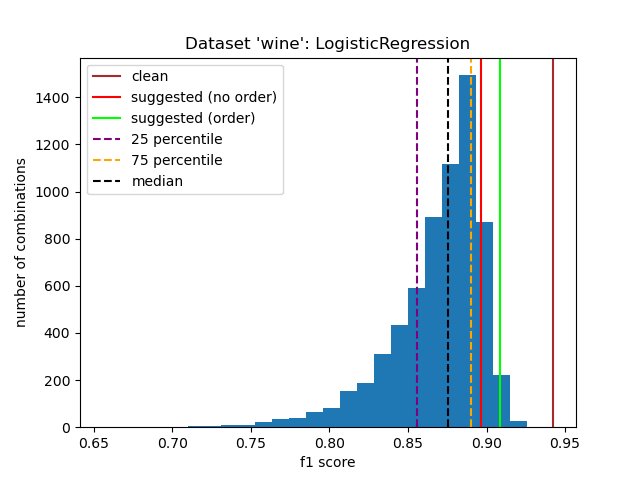 Dataset 'wine': LogisticRegression
clean
suggested (no order)
suggested (order)
25 percentile
75 percentile
median
number of combinations
1400
1200
1000
800
600
400
200
0
0.65 0.70 0.75 0.80 0.85 0.90 0.95
f1 score